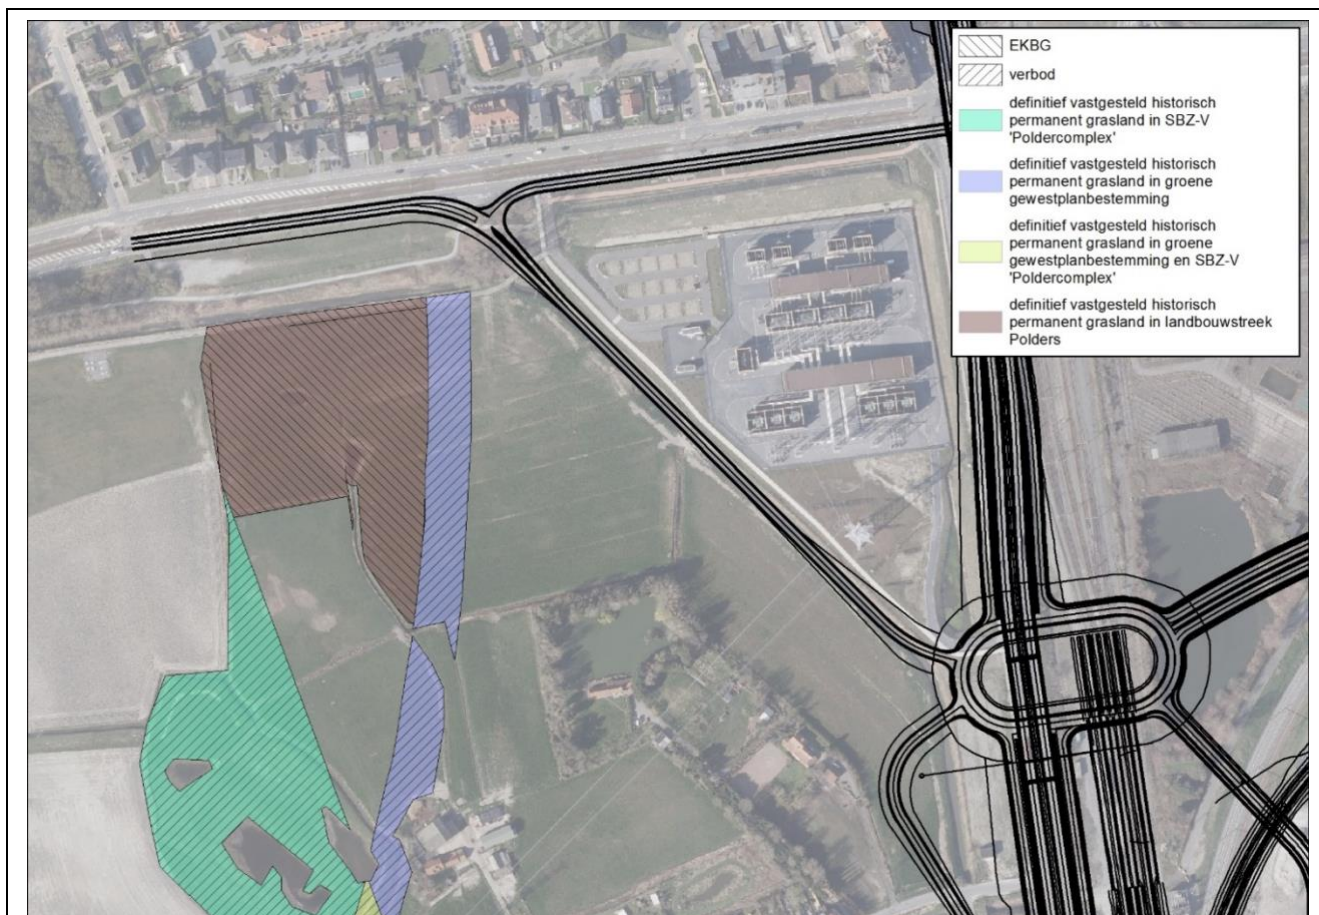 EKBG
verbod
definitief vastgesteld historisch
permanent grasland in SBZ-V
'Poldercomplex'
definitief vastgesteld historisch
permanent grasland in groene
gewestplanbestemming
definitief vastgesteld historisch
permanent grasland in groene
gewestplanbestemming en SBZ-V
'Poldercomplex'
definitief vastgesteld historisch
permanent grasland in landbouwstreek
Polders